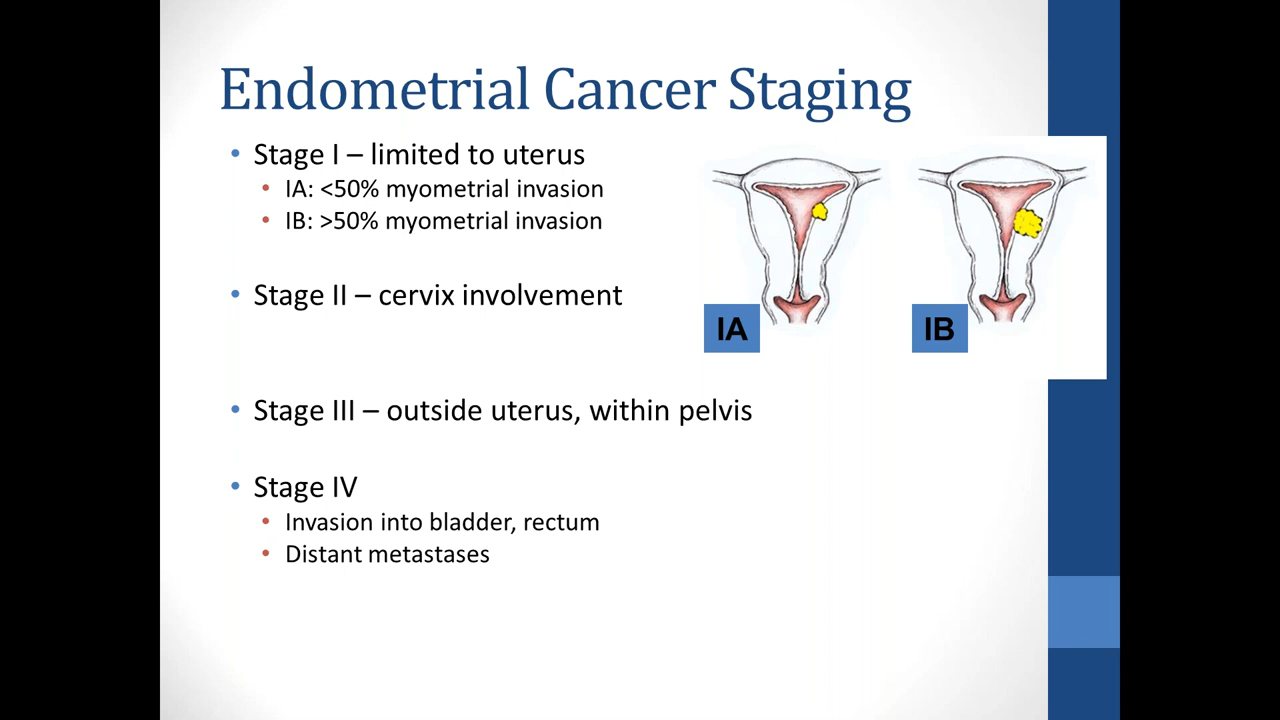 Endometrial Cancer Staging
• Stage I – limited to uterus
• IA: <50% myometrial invasion
• IB: >50% myometrial invasion
• Stage II – cervix involvement
IA
IB
• Stage III – outside uterus, within pelvis
• Stage IV
• Invasion into bladder, rectum
• Distant metastases